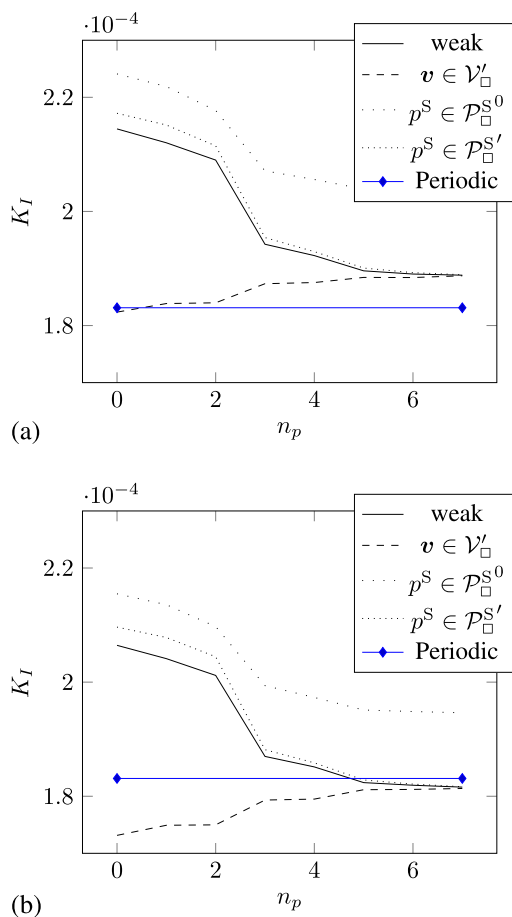 ·10⁻⁴
weak
2.2
𝒗 ∈ 𝒱′□
pˢ ∈ 𝒫ˢ□⁰
pˢ ∈ 𝒫ˢ□′
Periodic
K_I
2
1.8
0 2 4 6
(a)
n_p
·10⁻⁴
weak
2.2
𝒗 ∈ 𝒱′□
pˢ ∈ 𝒫ˢ□⁰
pˢ ∈ 𝒫ˢ□′
Periodic
K_I
2
1.8
0 2 4 6
(b)
n_p